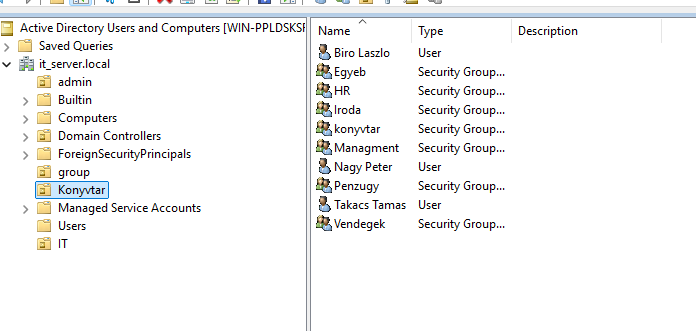 Active Directory Users and Computers [WIN-PPLDSKSF
Saved Queries
it_server.local
admin
Builtin
Computers
Domain Controllers
ForeignSecurityPrincipals
group
Konyvtar
Managed Service Accounts
Users
IT
Name Type Description
Biro Laszlo User
Egyeb Security Group...
HR Security Group...
Iroda Security Group...
konyvtar Security Group...
Managment Security Group...
Nagy Peter User
Penzugy Security Group...
Takacs Tamas User
Vendegek Security Group...